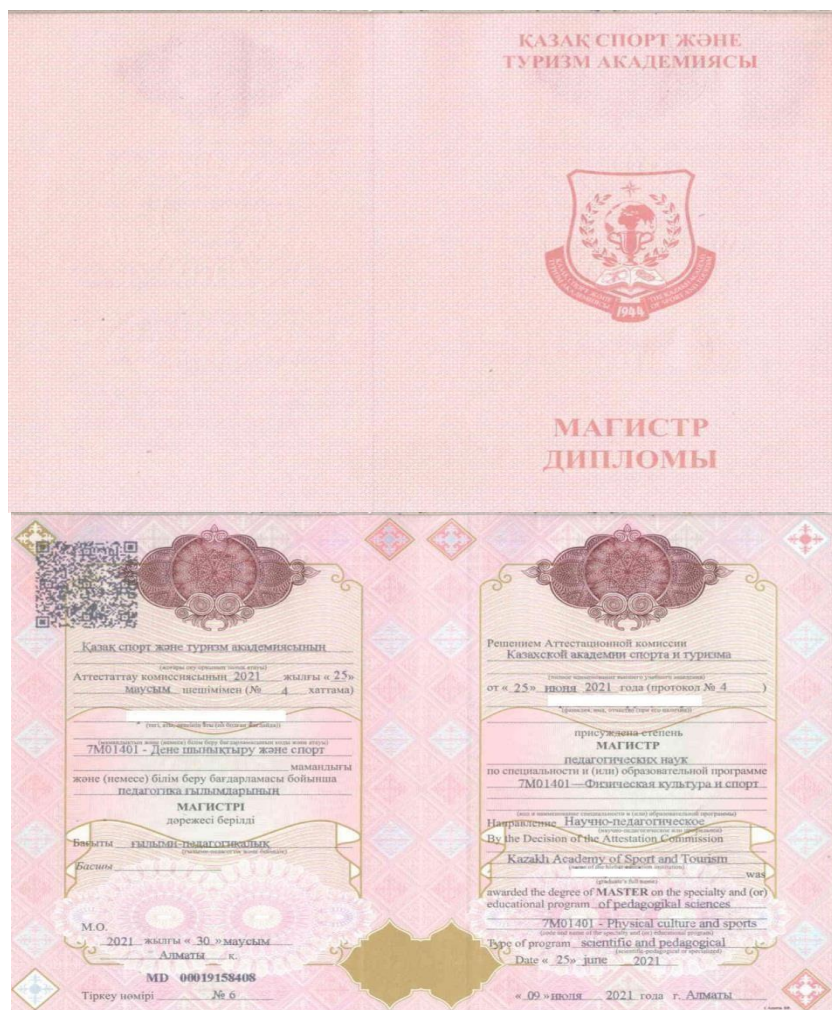 ҚАЗАҚ СПОРТ ЖӘНЕ
ТУРИЗМ АКАДЕМИЯСЫ
1944
МАГИСТР
ДИПЛОМЫ
Қазақ спорт және туризм академиясының
Аттестаттау комиссиясының 2021 жылғы « 25»
маусым шешімімен (№ 4 хаттама)
7М01401 - Дене шынықтыру және спорт
мамандығы
және (немесе) білім беру бағдарламасы бойынша
педагогика ғылымдарының
МАГИСТРІ
дәрежесі берілді
Бағыты ғылыми-педагогикалық
Басшы
М.О.
2021 жылғы « 30 » маусым
Алматы к.
MD 00019158408
Тіркеу нөмірі № 6
Решением Аттестационной комиссии
Казахской академии спорта и туризма
от « 25» июня 2021 года (протокол № 4 )
присуждена степень
МАГИСТР
педагогических наук
по специальности и (или) образовательной программе
7М01401—Физическая культура и спорт
Направление Научно-педагогическое
By the Decision of the Attestation Commission
Kazakh Academy of Sport and Tourism
was
awarded the degree of MASTER on the specialty and (or)
educational program of pedagogikal sciences
7M01401 - Physical culture and sports
Type of program scientific and pedagogical
Date « 25» june 2021
« 09 »июля 2021 года г. Алматы